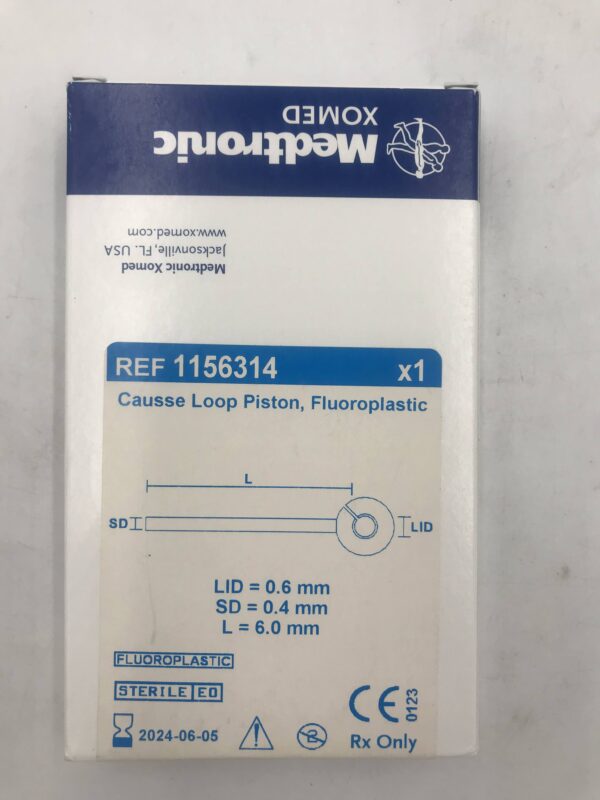 Medtronic
XOMED
Medtronic Xomed
Jacksonville, FL. USA
www.xomed.com
REF 1156314 x1
Causse Loop Piston, Fluoroplastic
L
SD LID
LID = 0.6 mm
SD = 0.4 mm
L = 6.0 mm
FLUOROPLASTIC
STERILE EO
CE 0123
2024-06-05
2
Rx Only